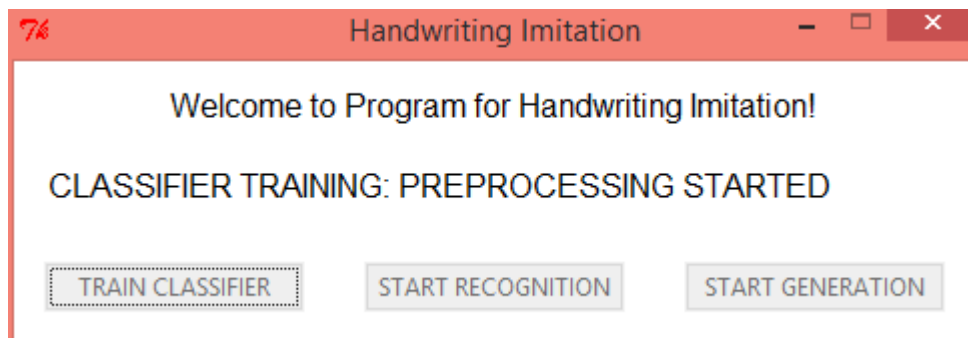 Handwriting Imitation
Welcome to Program for Handwriting Imitation!
CLASSIFIER TRAINING: PREPROCESSING STARTED
TRAIN CLASSIFIER START RECOGNITION START GENERATION